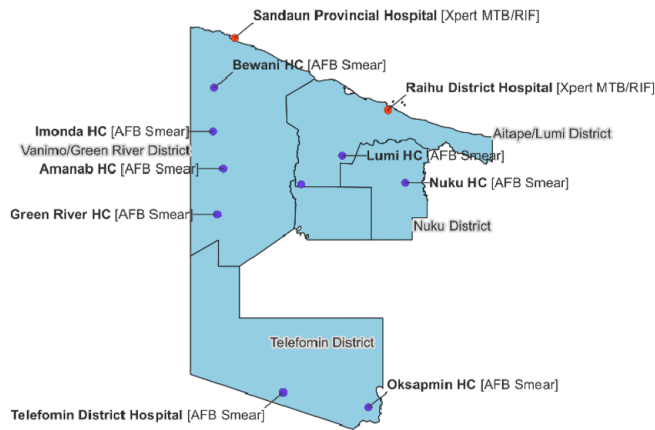 Sandaun Provincial Hospital [Xpert MTB/RIF]
Bewani HC [AFB Smear]
Raihu District Hospital [Xpert MTB/RIF]
Imonda HC [AFB Smear]
Aitape/Lumi District
Vanimo/Green River District
Lumi HC [AFB Smear]
Amanab HC [AFB Smear]
Nuku HC [AFB Smear]
Green River HC [AFB Smear]
Nuku District
Telefomin District
Oksapmin HC [AFB Smear]
Telefomin District Hospital [AFB Smear]